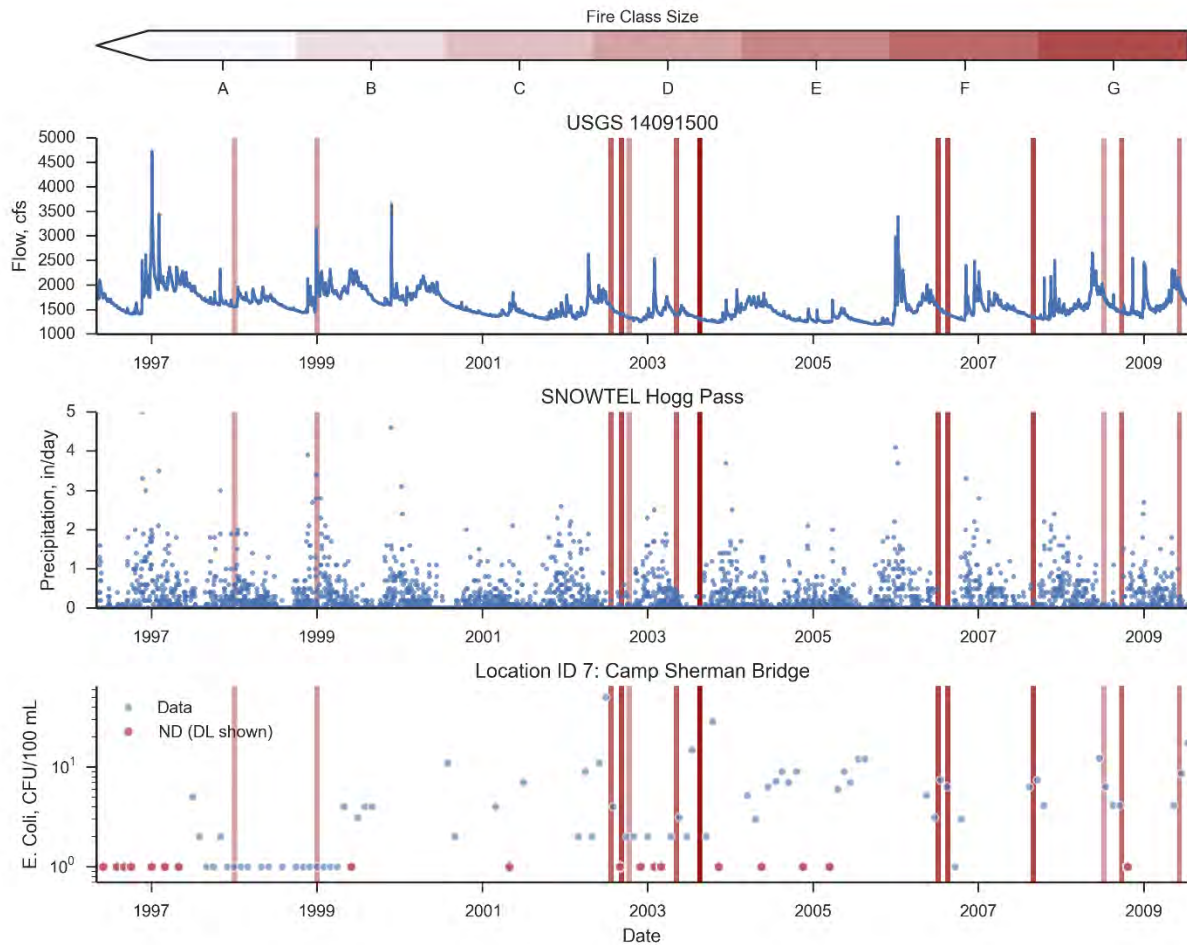 Fire Class Size
A B C D E F G
USGS 14091500
Flow, cfs
5000
4500
4000
3500
3000
2500
2000
1500
1000
1997 1999 2001 2003 2005 2007 2009
SNOWTEL Hogg Pass
Precipitation, in/day
5
4
3
2
1
0
1997 1999 2001 2003 2005 2007 2009
Location ID 7: Camp Sherman Bridge
E. Coli, CFU/100 mL
Data
ND (DL shown)
10¹
10⁰
1997 1999 2001 2003 2005 2007 2009
Date